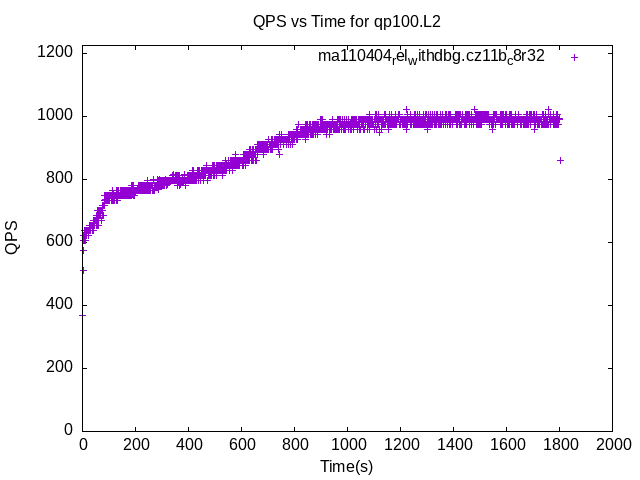 QPS vs Time for qp100.L2
ma110404relwithdbg.cz11bc8r32
1200
1000
800
600
400
200
0
QPS
0 200 400 600 800 1000 1200 1400 1600 1800 2000
Time(s)